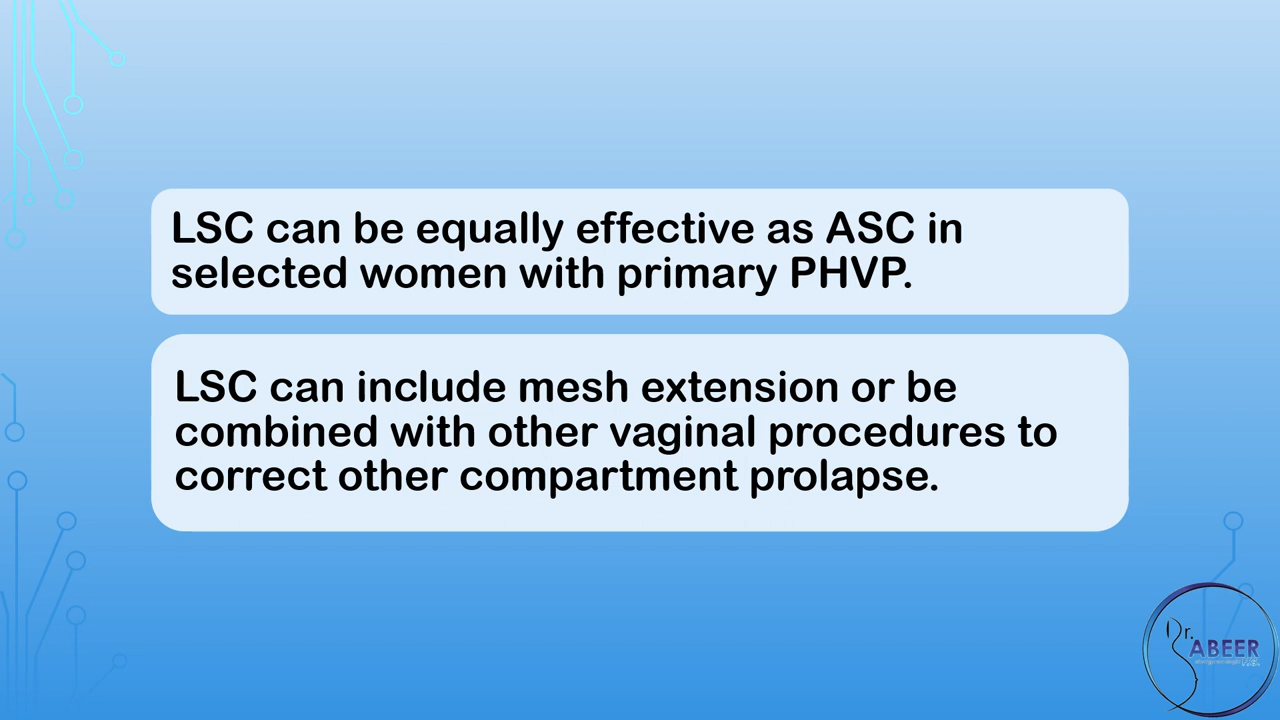 LSC can be equally effective as ASC in
selected women with primary PHVP.
LSC can include mesh extension or be
combined with other vaginal procedures to
correct other compartment prolapse.
Dr.
ABEER